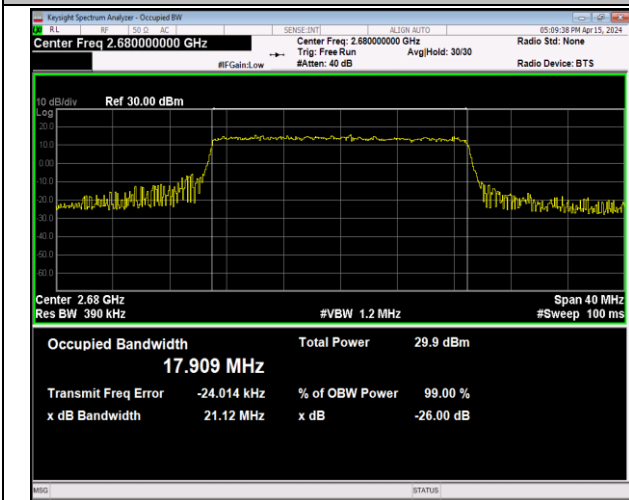 Keysight Spectrum Analyzer - Occupied BW
RL RF 50 Ω AC SENSE:INT ALIGN AUTO 05:09:38 PM Apr 15, 2024
Center Freq 2.680000000 GHz Center Freq: 2.680000000 GHz Radio Std: None
Trig: Free Run Avg|Hold: 30/30
#IFGain:Low #Atten: 40 dB Radio Device: BTS
10 dB/div Ref 30.00 dBm
Log
20.0
10.0
0.00
-10.0
-20.0
-30.0
-40.0
-50.0
-60.0
Center 2.68 GHz Span 40 MHz
Res BW 390 kHz #VBW 1.2 MHz #Sweep 100 ms
Occupied Bandwidth Total Power 29.9 dBm
17.909 MHz
Transmit Freq Error -24.014 kHz % of OBW Power 99.00 %
x dB Bandwidth 21.12 MHz x dB -26.00 dB
MSG STATUS